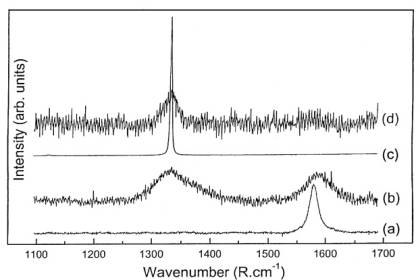 Intensity (arb. units)
(d)
(c)
(b)
(a)
1100 1200 1300 1400 1500 1600 1700
Wavenumber (R.cm⁻¹)